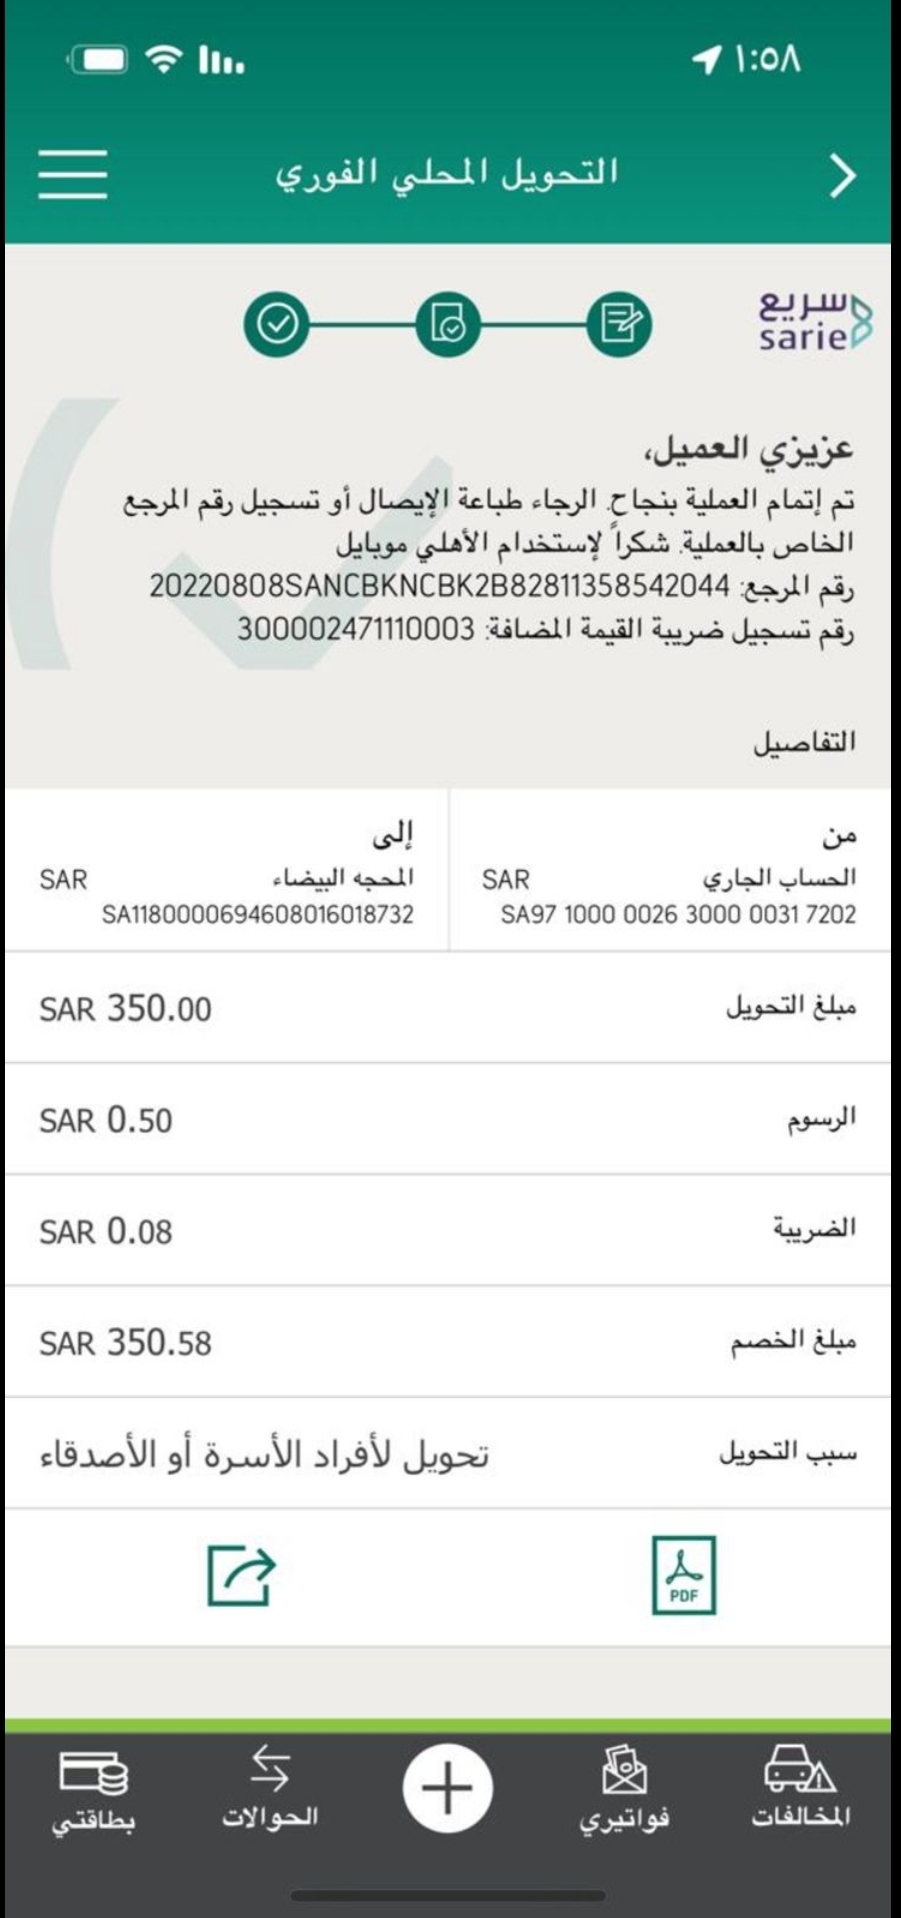 ١:٥٨
التحويل المحلي الفوري
سريع
sarie
عزيزي العميل،
تم إتمام العملية بنجاح. الرجاء طباعة الإيصال أو تسجيل رقم المرجع
الخاص بالعملية. شكراً لإستخدام الأهلي موبايل
رقم المرجع: 20220808SANCBKNCBK2B82811358542044
رقم تسجيل ضريبة القيمة المضافة: 300002471110003
التفاصيل
من
الحساب الجاري SAR
SA97 1000 0026 3000 0031 7202
إلى
المحجه البيضاء SAR
SA1180000694608016018732
مبلغ التحويل SAR 350.00
الرسوم SAR 0.50
الضريبة SAR 0.08
مبلغ الخصم SAR 350.58
سبب التحويل تحويل لأفراد الأسرة أو الأصدقاء
PDF
المخالفات
فواتيري
الحوالات
بطاقتي